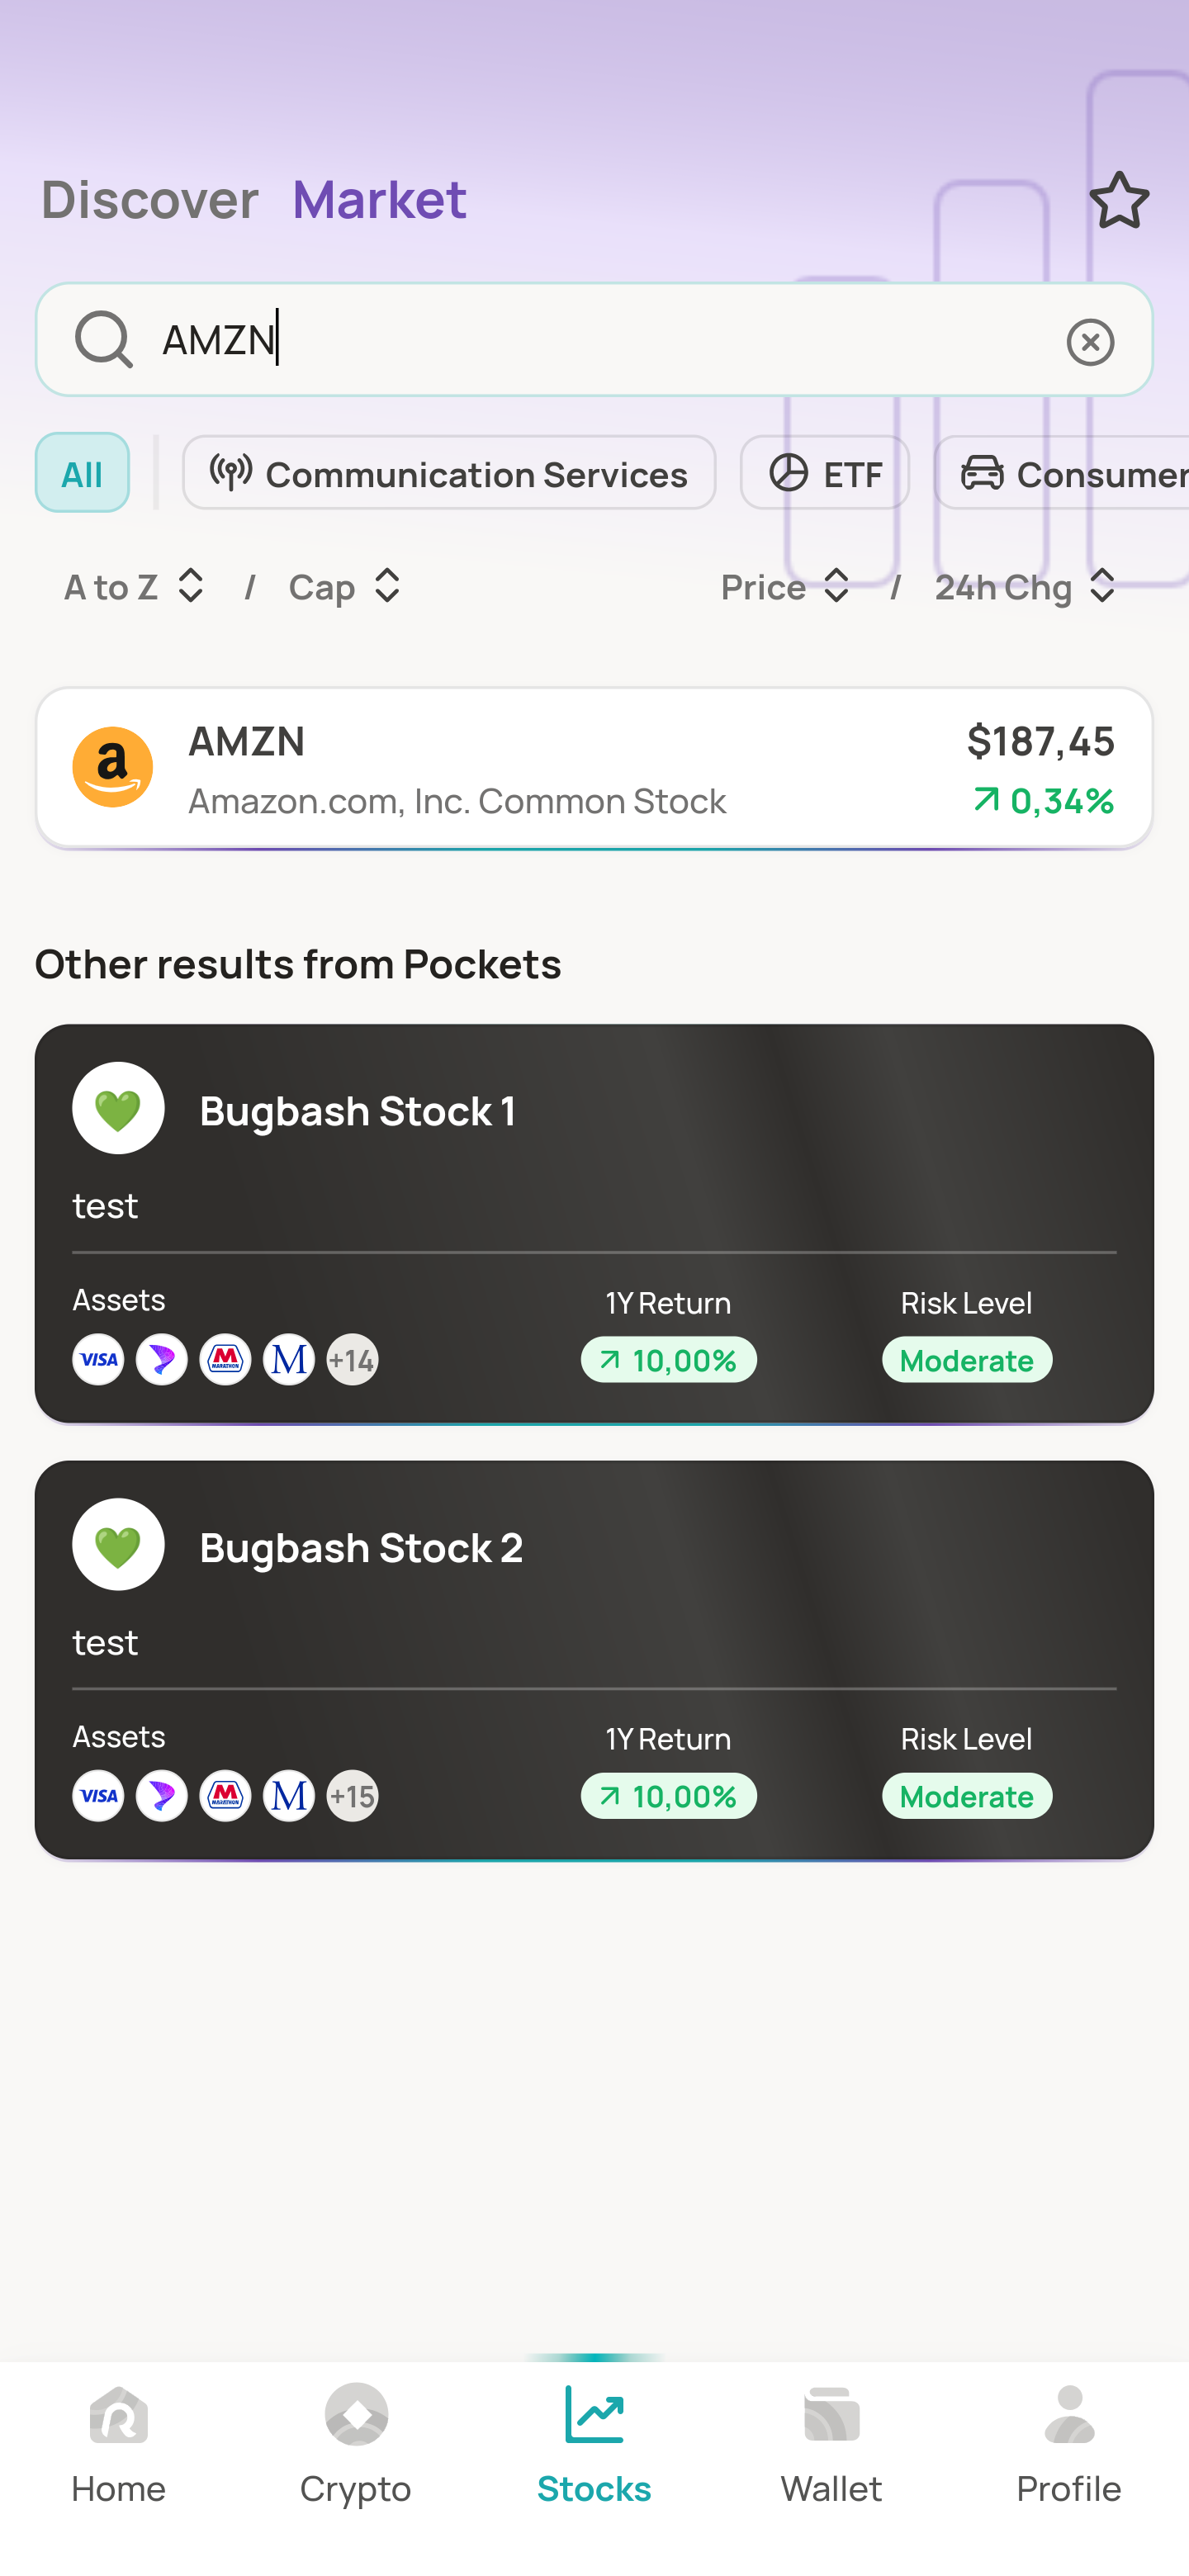 Discover Market
AMZN
All Communication Services ETF Consumer
A to Z / Cap Price / 24h Chg
a AMZN $187,45
Amazon.com, Inc. Common Stock 0,34%
Other results from Pockets
Bugbash Stock 1
test
Assets 1Y Return Risk Level
VISA M MARATHON M +14 10,00% Moderate
Bugbash Stock 2
test
Assets 1Y Return Risk Level
VISA M MARATHON M +15 10,00% Moderate
Home Crypto Stocks Wallet Profile